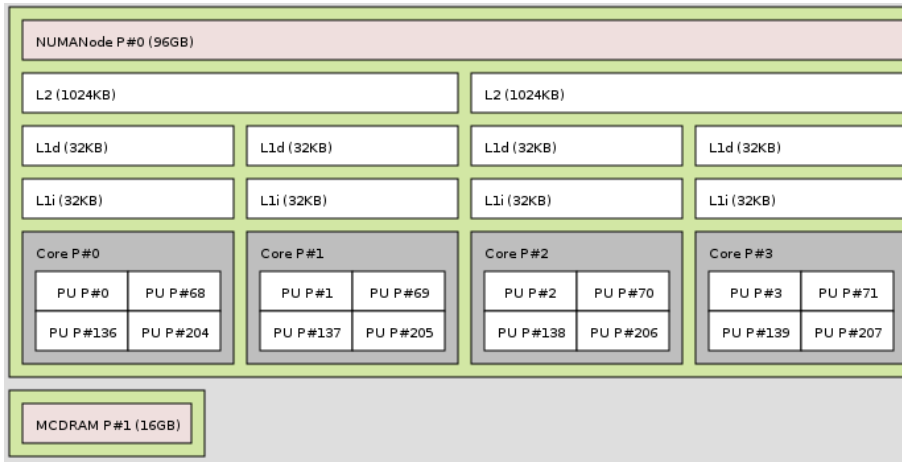 NUMANode P#0 (96GB)
L2 (1024KB) L2 (1024KB)
L1d (32KB) L1d (32KB) L1d (32KB) L1d (32KB)
L1i (32KB) L1i (32KB) L1i (32KB) L1i (32KB)
Core P#0 Core P#1 Core P#2 Core P#3
PU P#0 PU P#68 PU P#1 PU P#69 PU P#2 PU P#70 PU P#3 PU P#71
PU P#136 PU P#204 PU P#137 PU P#205 PU P#138 PU P#206 PU P#139 PU P#207
MCDRAM P#1 (16GB)